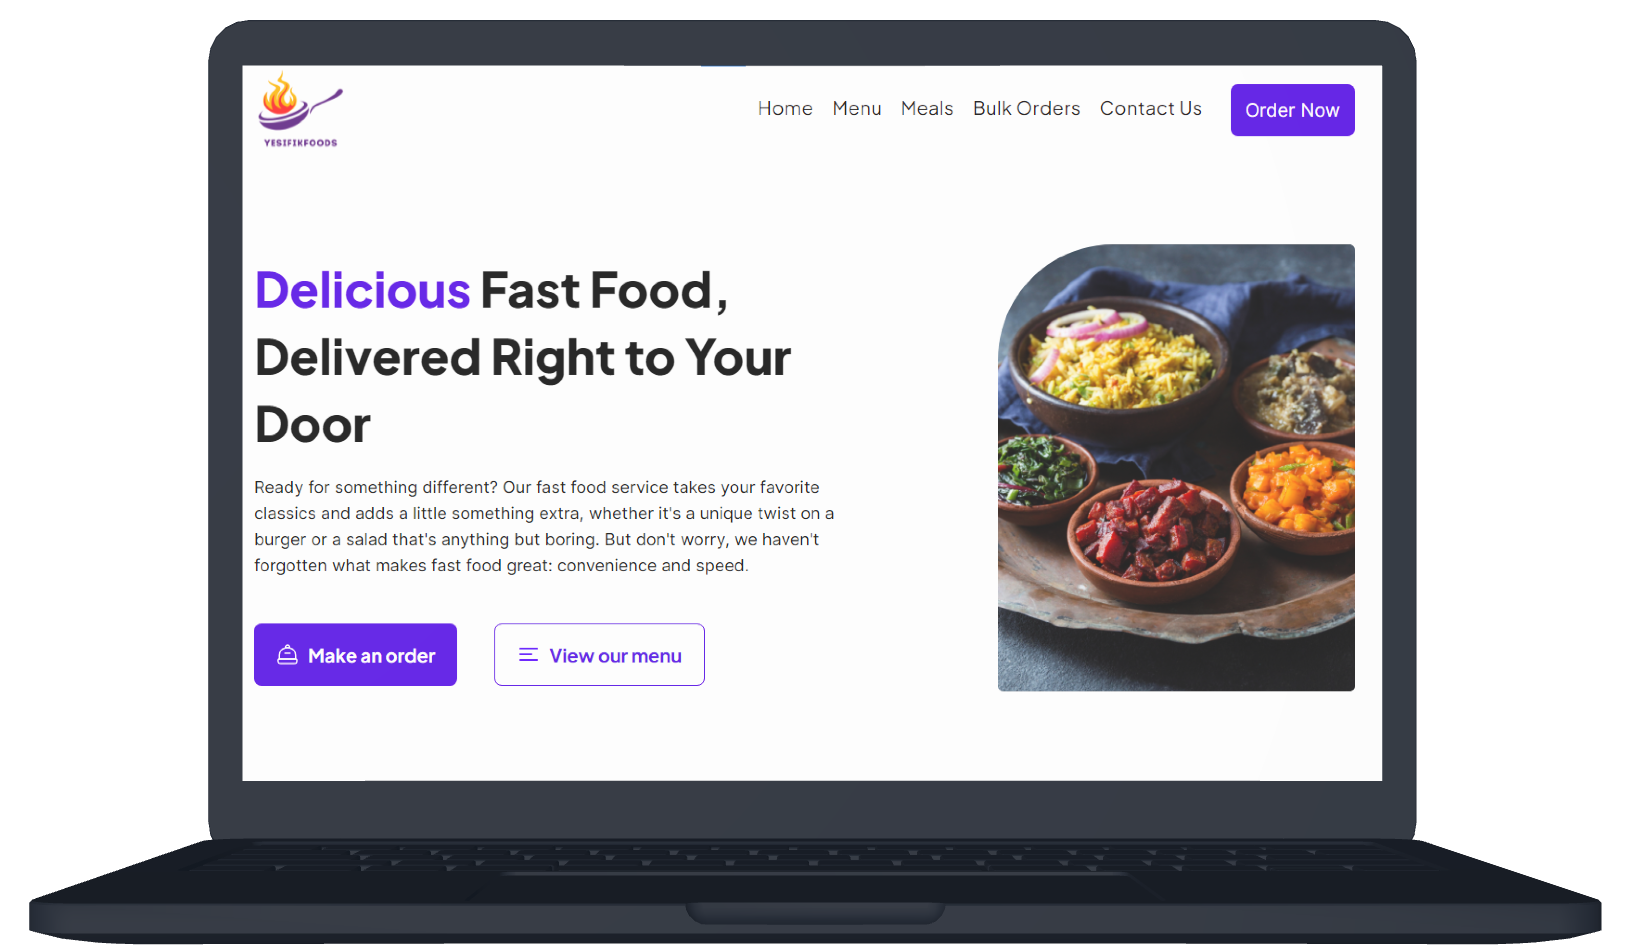 YESIFIKFOODS
Home Menu Meals Bulk Orders Contact Us Order Now
Delicious Fast Food,
Delivered Right to Your
Door
Ready for something different? Our fast food service takes your favorite
classics and adds a little something extra, whether it's a unique twist on a
burger or a salad that's anything but boring. But don't worry, we haven't
forgotten what makes fast food great: convenience and speed.
Make an order View our menu